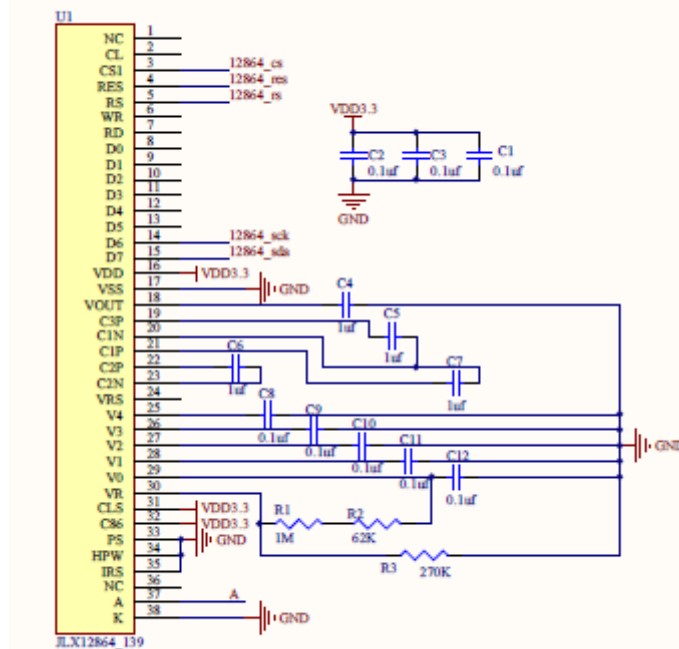 U1
NC 1
CL 2
CS1 3 12864_cs
RES 4 12864_res
RS 5 12864_rs
WR 6
RD 7
D0 8
D1 9
D2 10
D3 11
D4 12
D5 13
D6 14 12864_sck
D7 15 12864_sda
VDD 16 VDD3.3
VSS 17 GND
VOUT 18
C3P 19
C1N 20
C1P 21
C2P 22
C2N 23
VRS 24
V4 25
V3 26
V2 27
V1 28
V0 29
VR 30
CLS 31 VDD3.3
C86 32 VDD3.3
PS 33 GND
HPW 34
IRS 35
NC 36
A 37 A
K 38 GND
JLX12864_139
VDD3.3
C2 C3 C1
0.1uf 0.1uf 0.1uf
GND
C4
1uf
C5
1uf
C6
1uf
C7
1uf
C8
0.1uf
C9
0.1uf
C10
0.1uf
C11
0.1uf
C12
0.1uf
GND
R1 R2
1M 62K
R3 270K